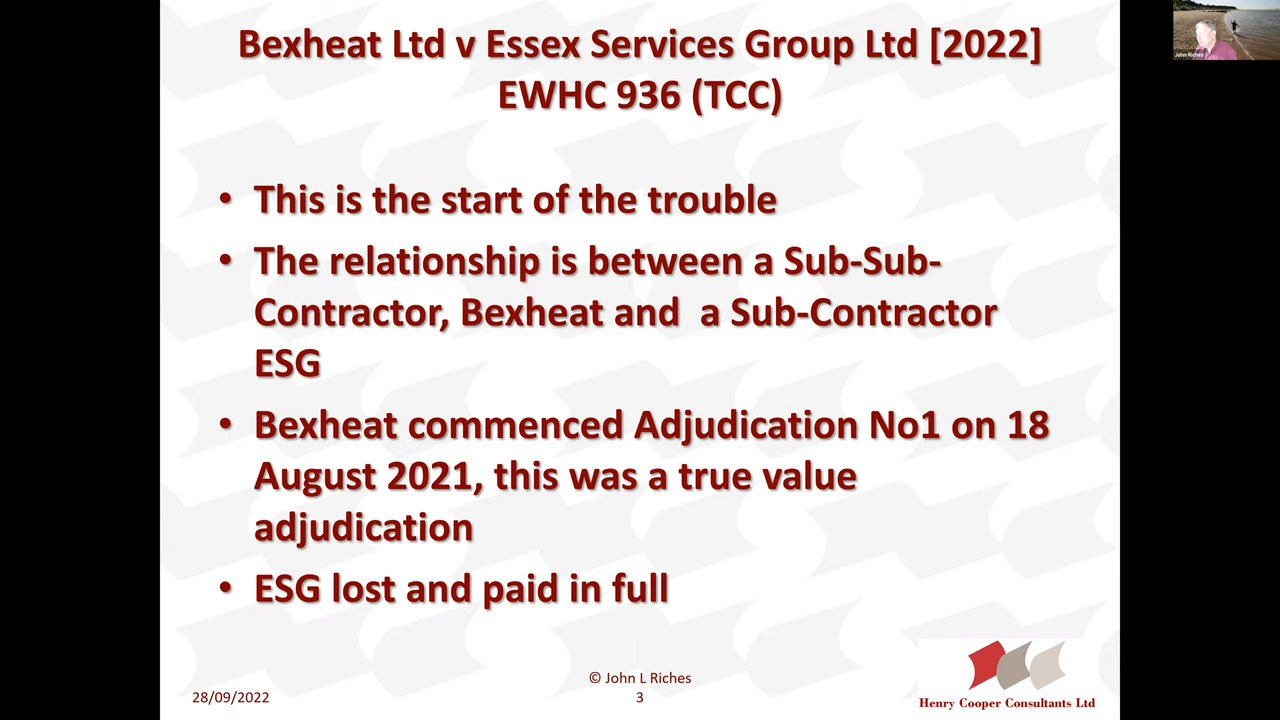 Bexheat Ltd v Essex Services Group Ltd [2022]
EWHC 936 (TCC)
John Riches
• This is the start of the trouble
• The relationship is between a Sub-Sub-
Contractor, Bexheat and a Sub-Contractor
ESG
• Bexheat commenced Adjudication No1 on 18
August 2021, this was a true value
adjudication
• ESG lost and paid in full
© John L Riches
28/09/2022
3
Henry Cooper Consultants Ltd